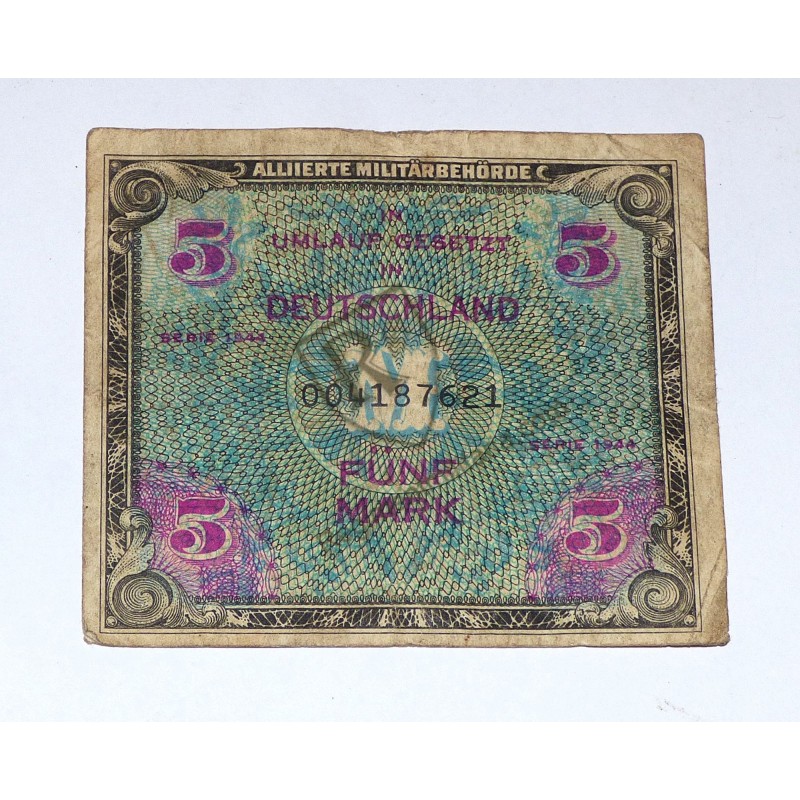 ALLIIERTE MILITÄRBEHÖRDE
5 IN 5
UMLAUF GESETZT
IN
DEUTSCHLAND
SERIE 1944
M
004187621
SERIE 1944
FÜNF
MARK
5 5